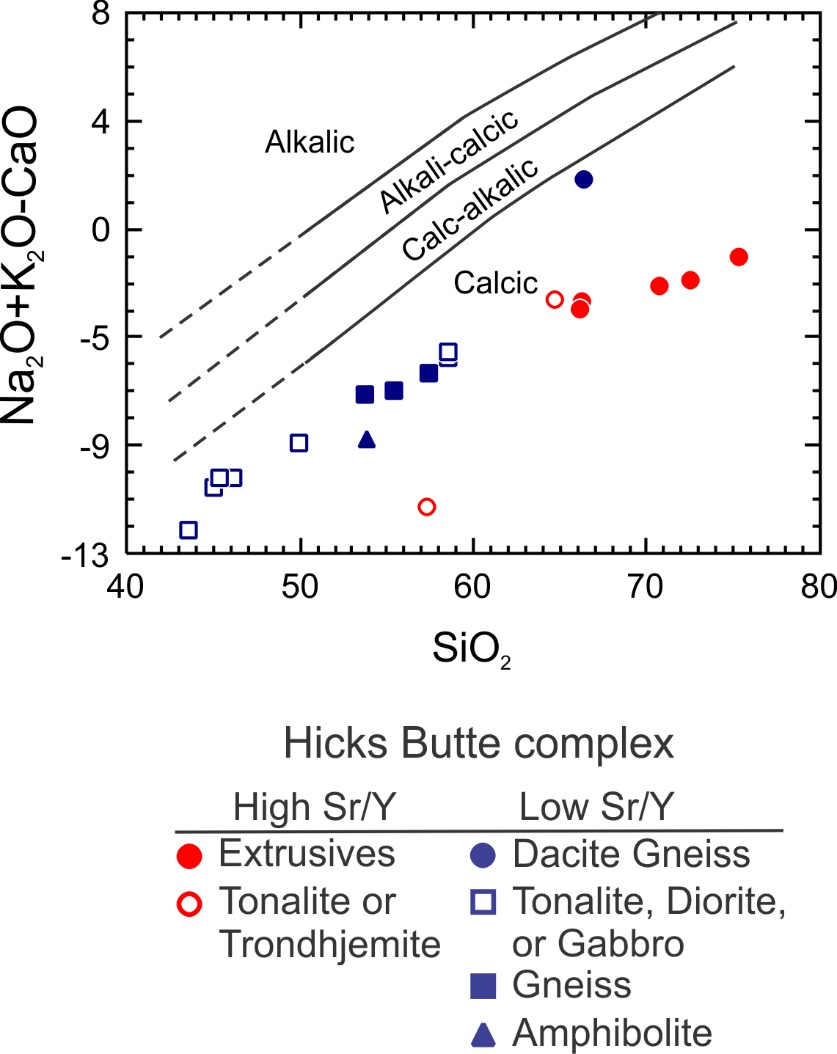 8
4
0
-5
-9
-13
Na₂O+K₂O-CaO
Alkalic
Alkali-calcic
Calc-alkalic
Calcic
40 50 60 70 80
SiO₂
Hicks Butte complex
High Sr/Y Low Sr/Y
Extrusives Dacite Gneiss
Tonalite or Tonalite, Diorite,
Trondhjemite or Gabbro
Gneiss
Amphibolite